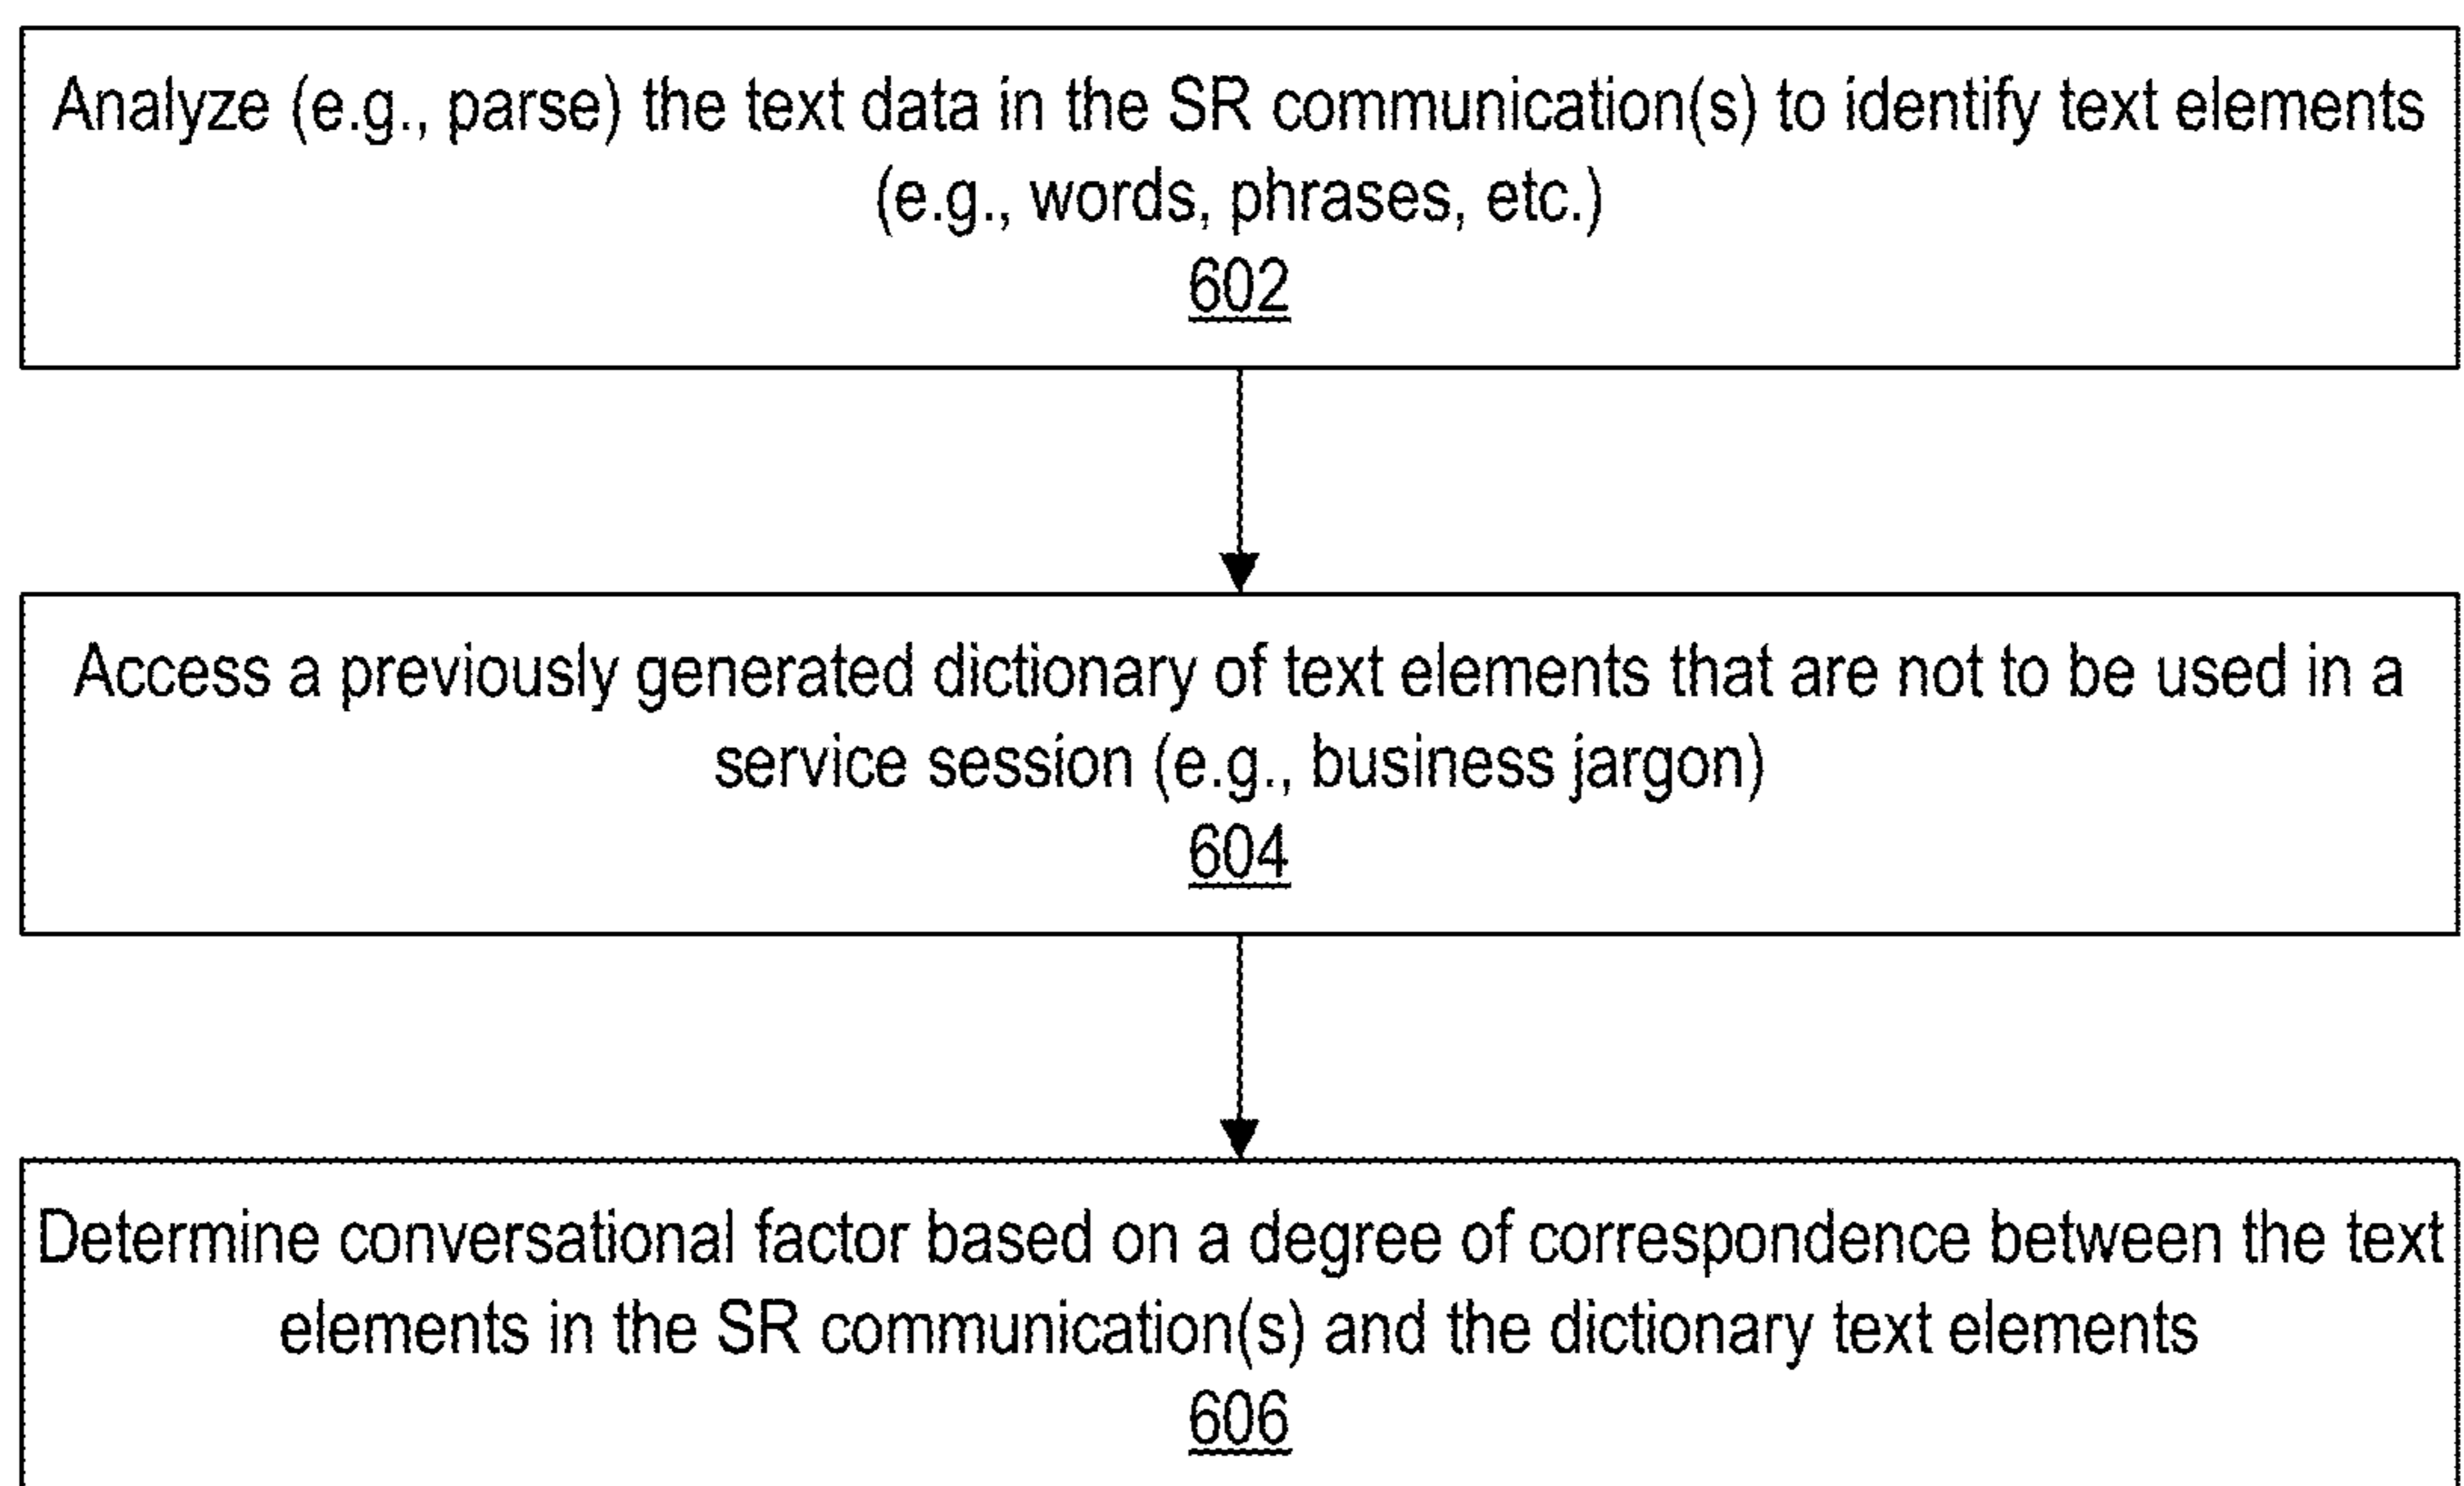 Analyze (e.g., parse) the text data in the SR communication(s) to identify text elements
(e.g., words, phrases, etc.)
602
Access a previously generated dictionary of text elements that are not to be used in a
service session (e.g., business jargon)
604
Determine conversational factor based on a degree of correspondence between the text
elements in the SR communication(s) and the dictionary text elements
606